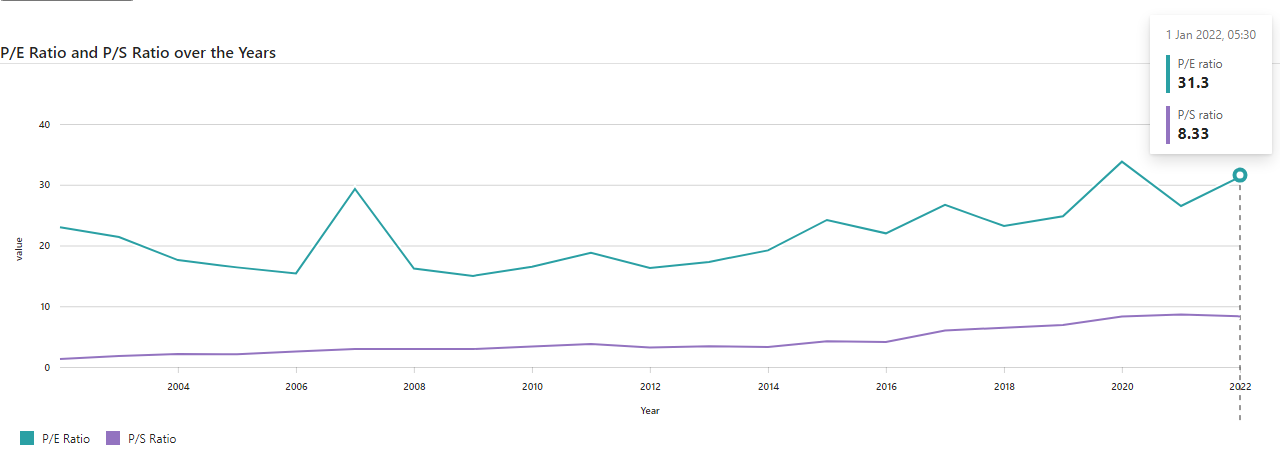 1 Jan 2022, 05:30
P/E Ratio and P/S Ratio over the Years
P/E ratio
31.3
P/S ratio
8.33
40
30
20
10
0
value
2004 2006 2008 2010 2012 2014 2016 2018 2020 2022
Year
P/E Ratio P/S Ratio